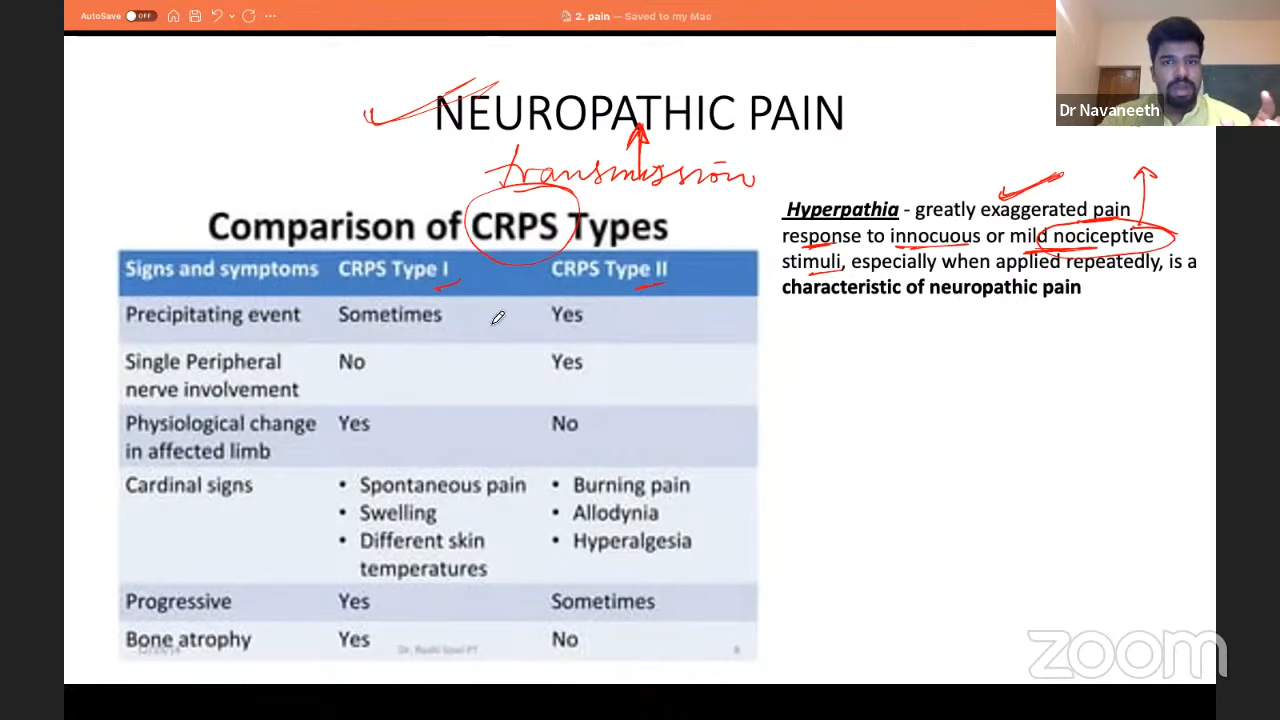 AutoSave OFF
2. pain — Saved to my Mac
Dr Navaneeth
NEUROPATHIC PAIN
transmission
Comparison of CRPS Types
Signs and symptoms CRPS Type I CRPS Type II
Precipitating event Sometimes Yes
Single Peripheral nerve involvement No Yes
Physiological change in affected limb Yes No
Cardinal signs
• Spontaneous pain
• Swelling
• Different skin temperatures
• Burning pain
• Allodynia
• Hyperalgesia
Progressive Yes Sometimes
Bone atrophy Yes No
Hyperpathia - greatly exaggerated pain
response to innocuous or mild nociceptive
stimuli, especially when applied repeatedly, is a
characteristic of neuropathic pain
zoom